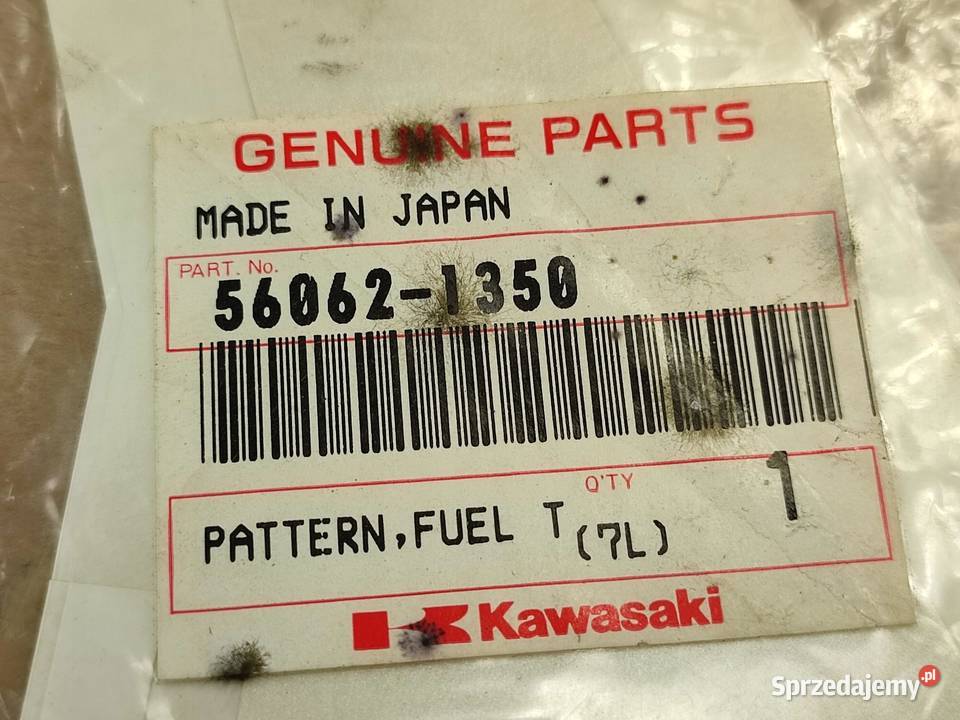 GENUINE PARTS
MADE IN JAPAN
PART. No.
56062-1350
Q'TY
1
PATTERN,FUEL T (7L)
Kawasaki
Sprzedajemy.pl